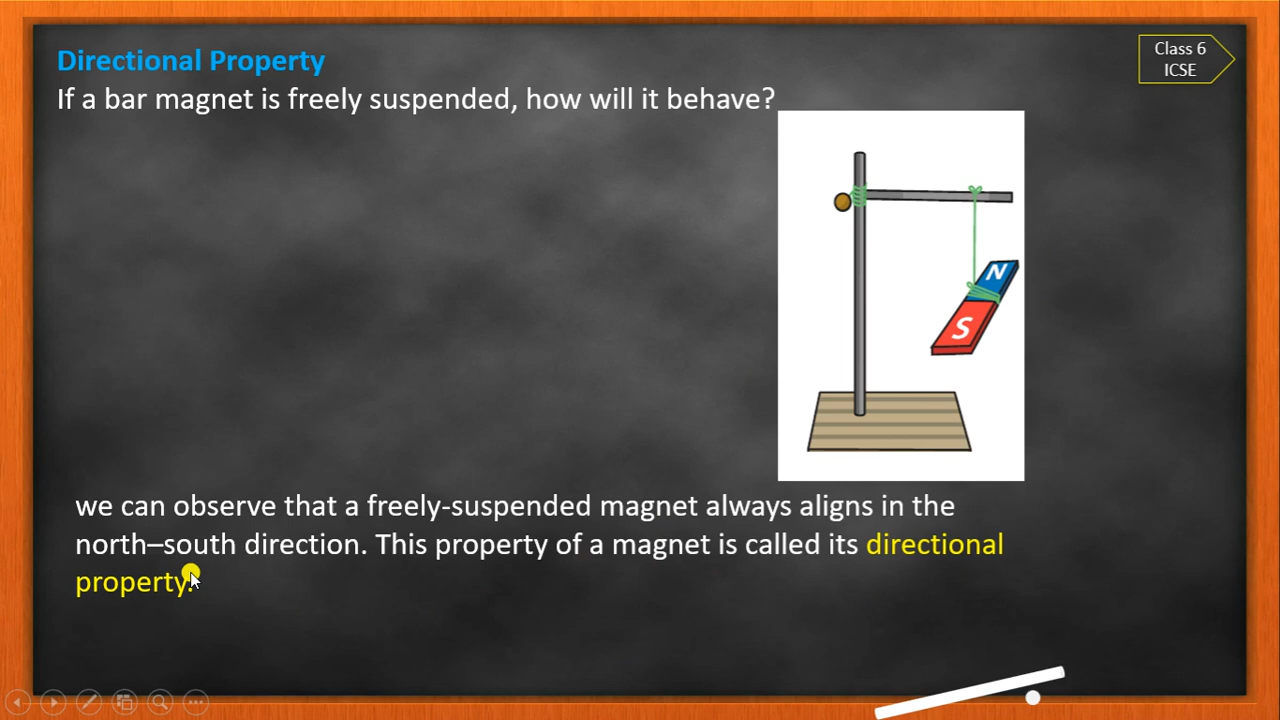 Directional Property
Class 6
ICSE
If a bar magnet is freely suspended, how will it behave?
N
S
we can observe that a freely-suspended magnet always aligns in the
north–south direction. This property of a magnet is called its directional
property.